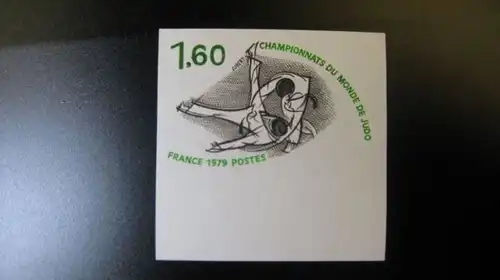 1,60
CHAMPIONNATS DU MONDE DE JUDO
FRANCE 1979 POSTES